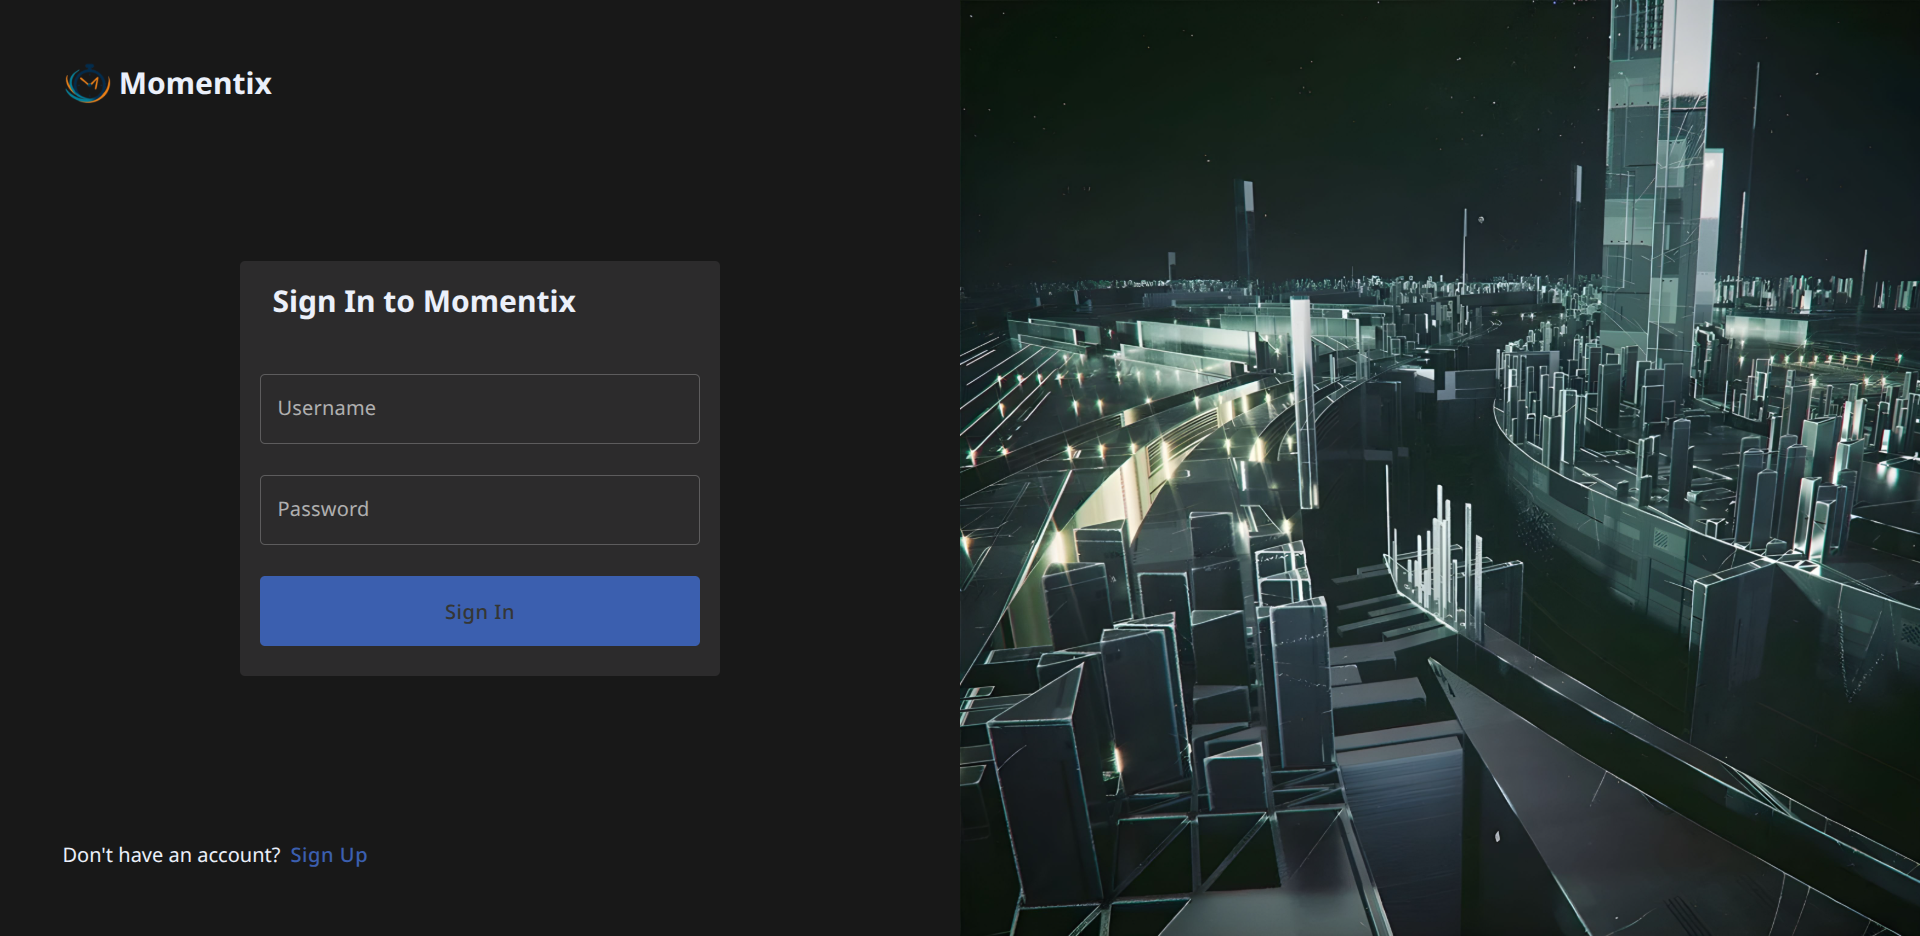 Momentix
Sign In to Momentix
Username
Password
Sign In
Don't have an account? Sign Up